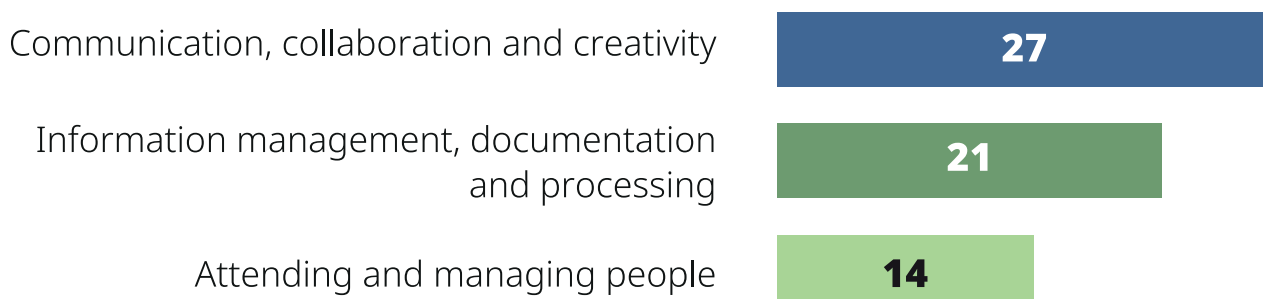 Communication, collaboration and creativity 27
Information management, documentation
and processing 21
Attending and managing people 14